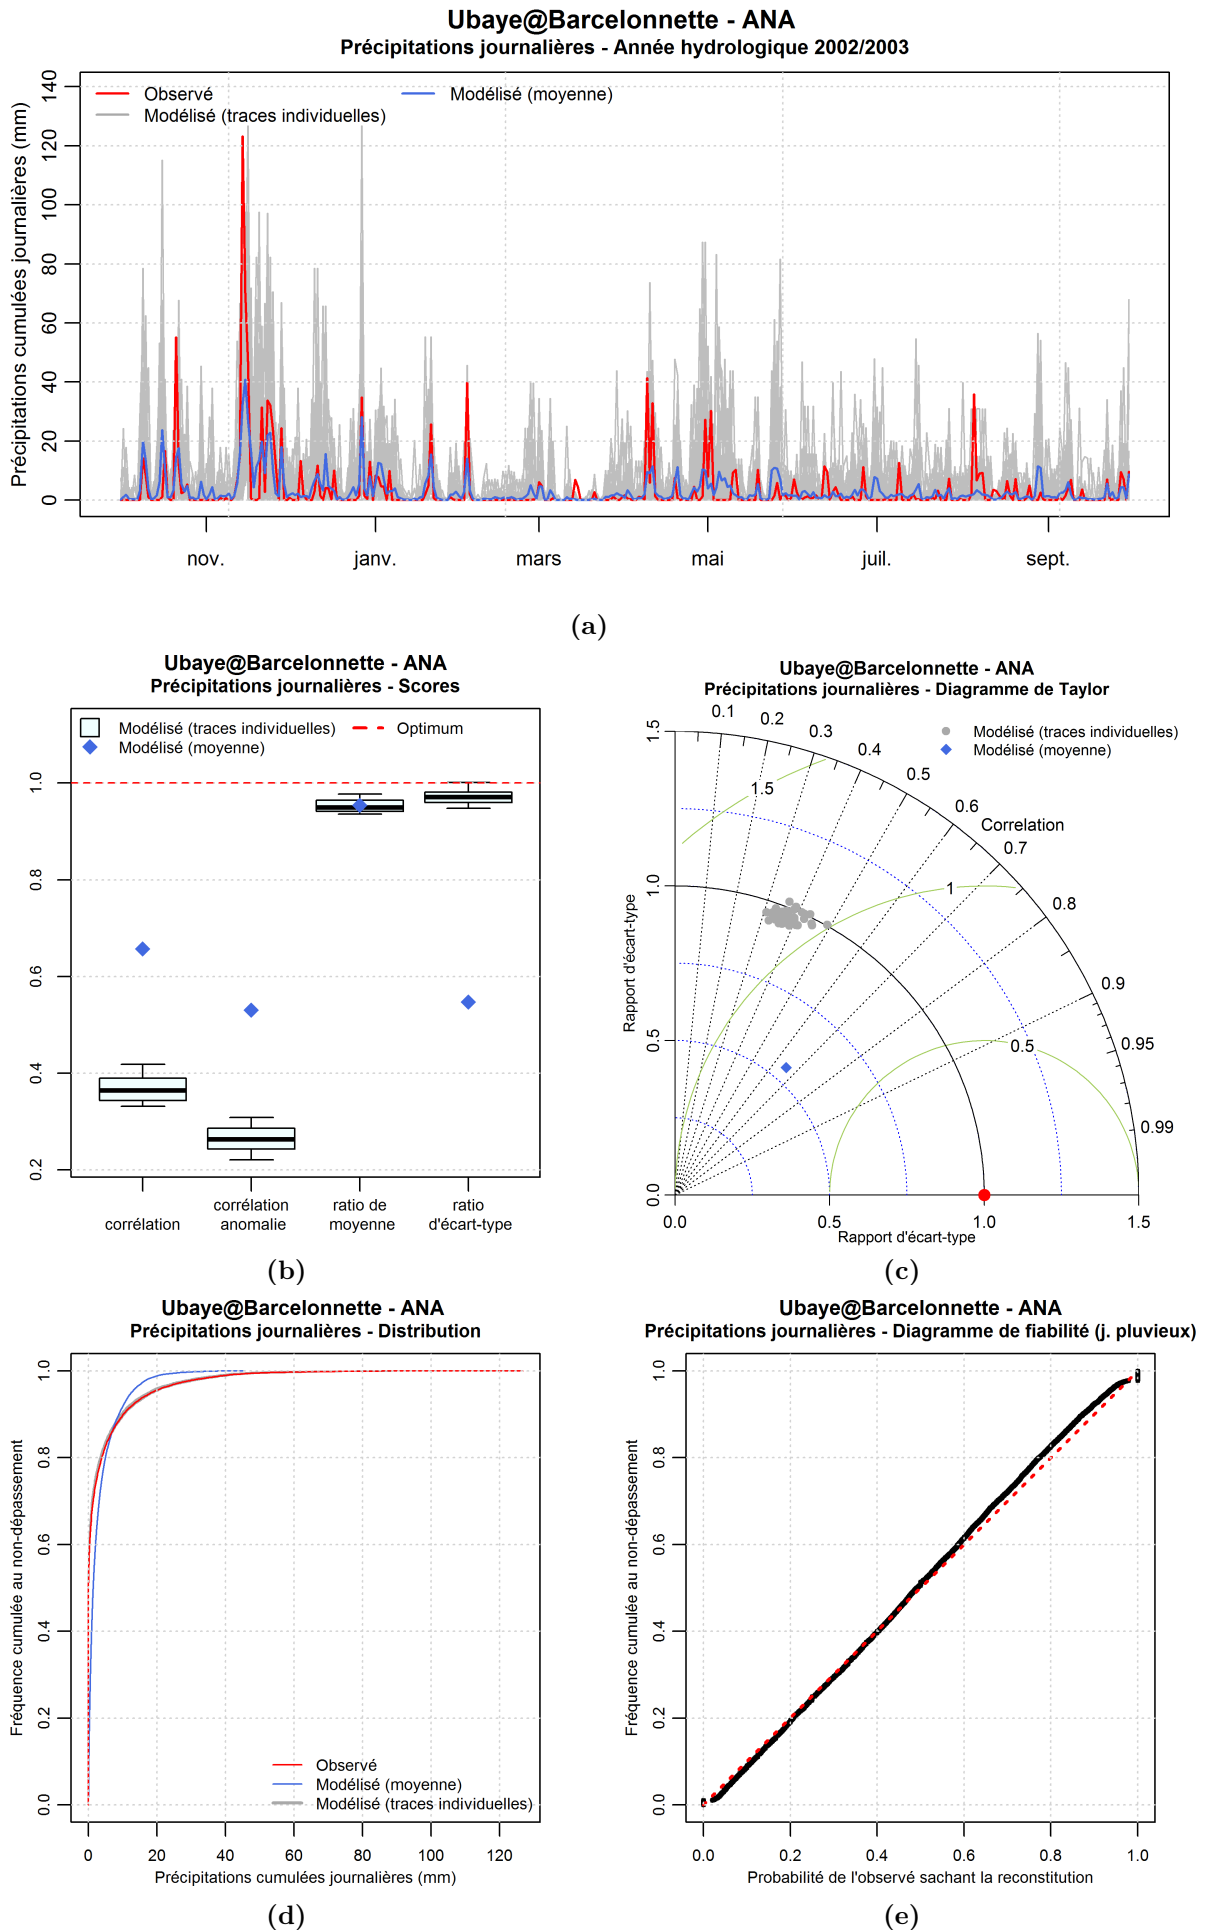 Ubaye@Barcelonnette - ANA
Précipitations journalières - Année hydrologique 2002/2003
Précipitations cumulées journalières (mm)
0 20 40 60 80 100 120 140
Observé
Modélisé (moyenne)
Modélisé (traces individuelles)
nov. janv. mars mai juil. sept.
(a)
Ubaye@Barcelonnette - ANA
Précipitations journalières - Scores
Modélisé (traces individuelles)
Optimum
Modélisé (moyenne)
0.2 0.4 0.6 0.8 1.0
corrélation
corrélation
anomalie
ratio de
moyenne
ratio
d'écart-type
(b)
Ubaye@Barcelonnette - ANA
Précipitations journalières - Diagramme de Taylor
Modélisé (traces individuelles)
Modélisé (moyenne)
0.1 0.2 0.3 0.4 0.5 0.6 0.7 0.8 0.9 0.95 0.99
Correlation
1.5
1
0.5
Rapport d'écart-type
0.0 0.5 1.0 1.5
0.0 0.5 1.0 1.5
Rapport d'écart-type
(c)
Ubaye@Barcelonnette - ANA
Précipitations journalières - Distribution
Fréquence cumulée au non-dépassement
0.0 0.2 0.4 0.6 0.8 1.0
Observé
Modélisé (moyenne)
Modélisé (traces individuelles)
0 20 40 60 80 100 120
Précipitations cumulées journalières (mm)
(d)
Ubaye@Barcelonnette - ANA
Précipitations journalières - Diagramme de fiabilité (j. pluvieux)
Fréquence cumulée au non-dépassement
0.0 0.2 0.4 0.6 0.8 1.0
0.0 0.2 0.4 0.6 0.8 1.0
Probabilité de l'observé sachant la reconstitution
(e)